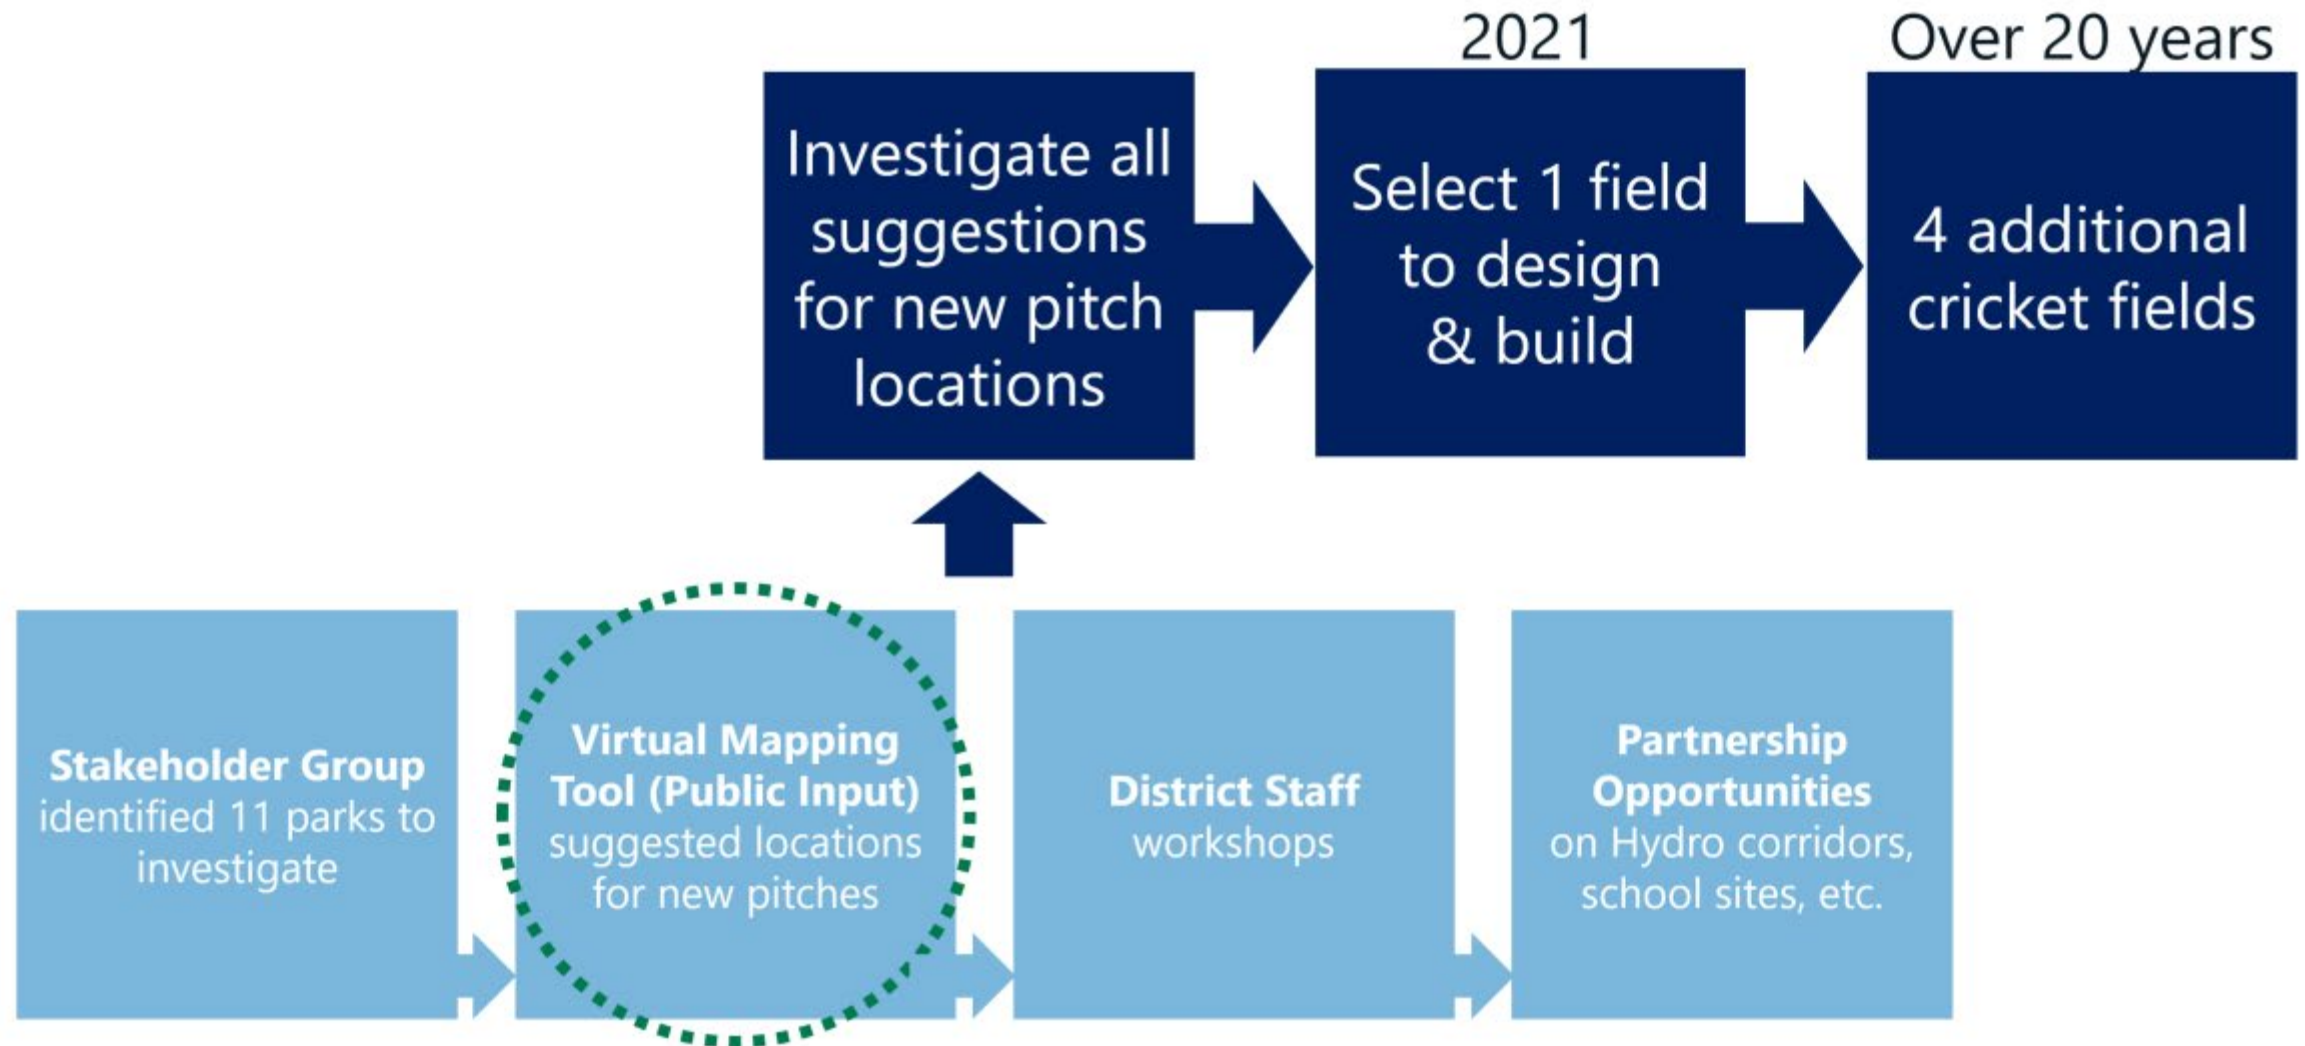 2021
Over 20 years
Investigate all
suggestions
for new pitch
locations
Select 1 field
to design
& build
4 additional
cricket fields
Stakeholder Group
identified 11 parks to
investigate
Virtual Mapping
Tool (Public Input)
suggested locations
for new pitches
District Staff
workshops
Partnership
Opportunities
on Hydro corridors,
school sites, etc.